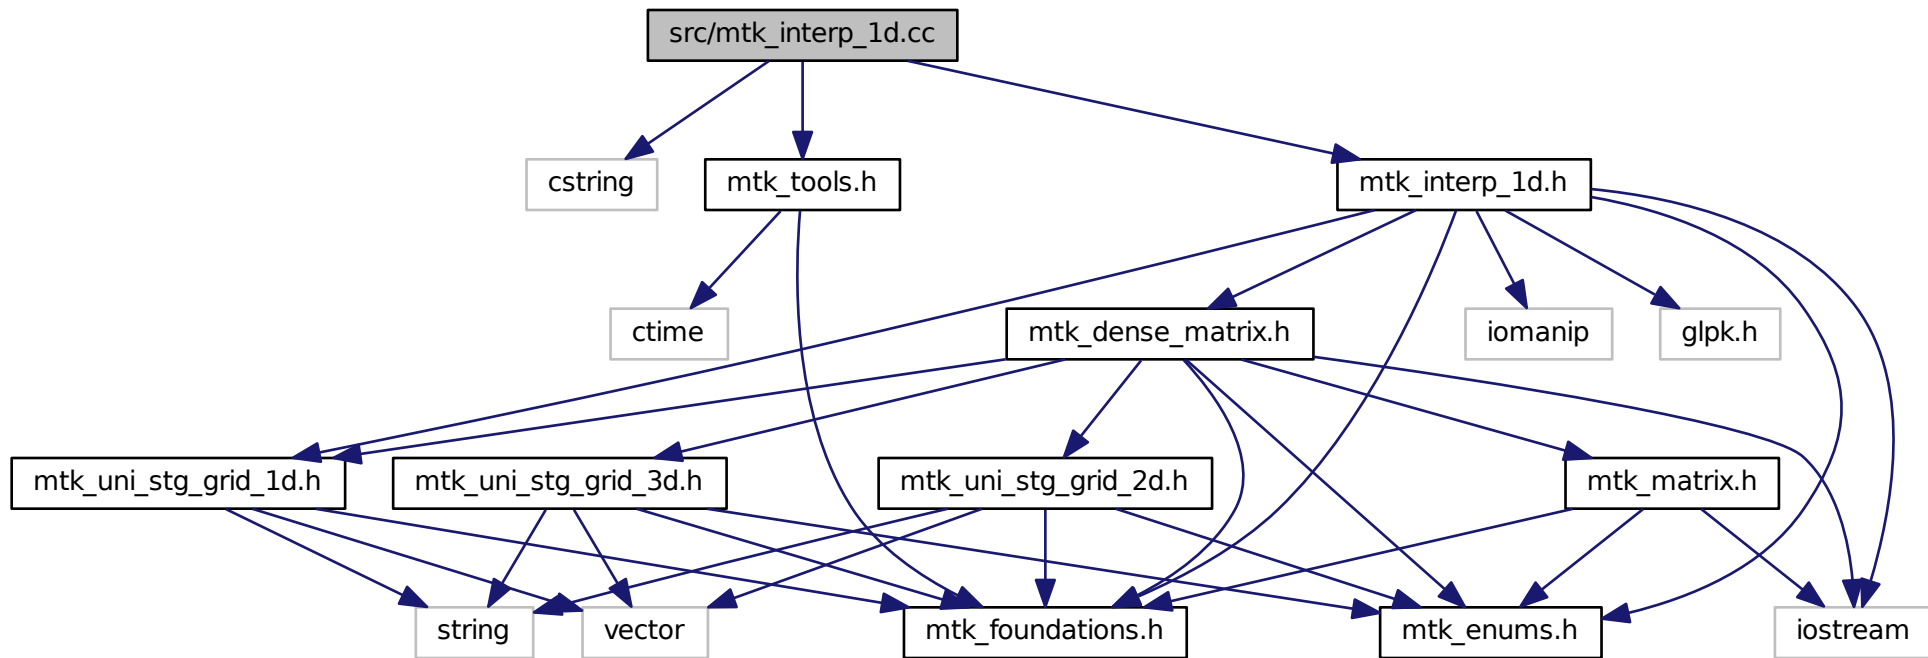 src/mtk_interp_1d.cc
cstring
mtk_tools.h
mtk_interp_1d.h
ctime
mtk_dense_matrix.h
iomanip
glpk.h
mtk_uni_stg_grid_1d.h
mtk_uni_stg_grid_3d.h
mtk_uni_stg_grid_2d.h
mtk_matrix.h
string
vector
mtk_foundations.h
mtk_enums.h
iostream